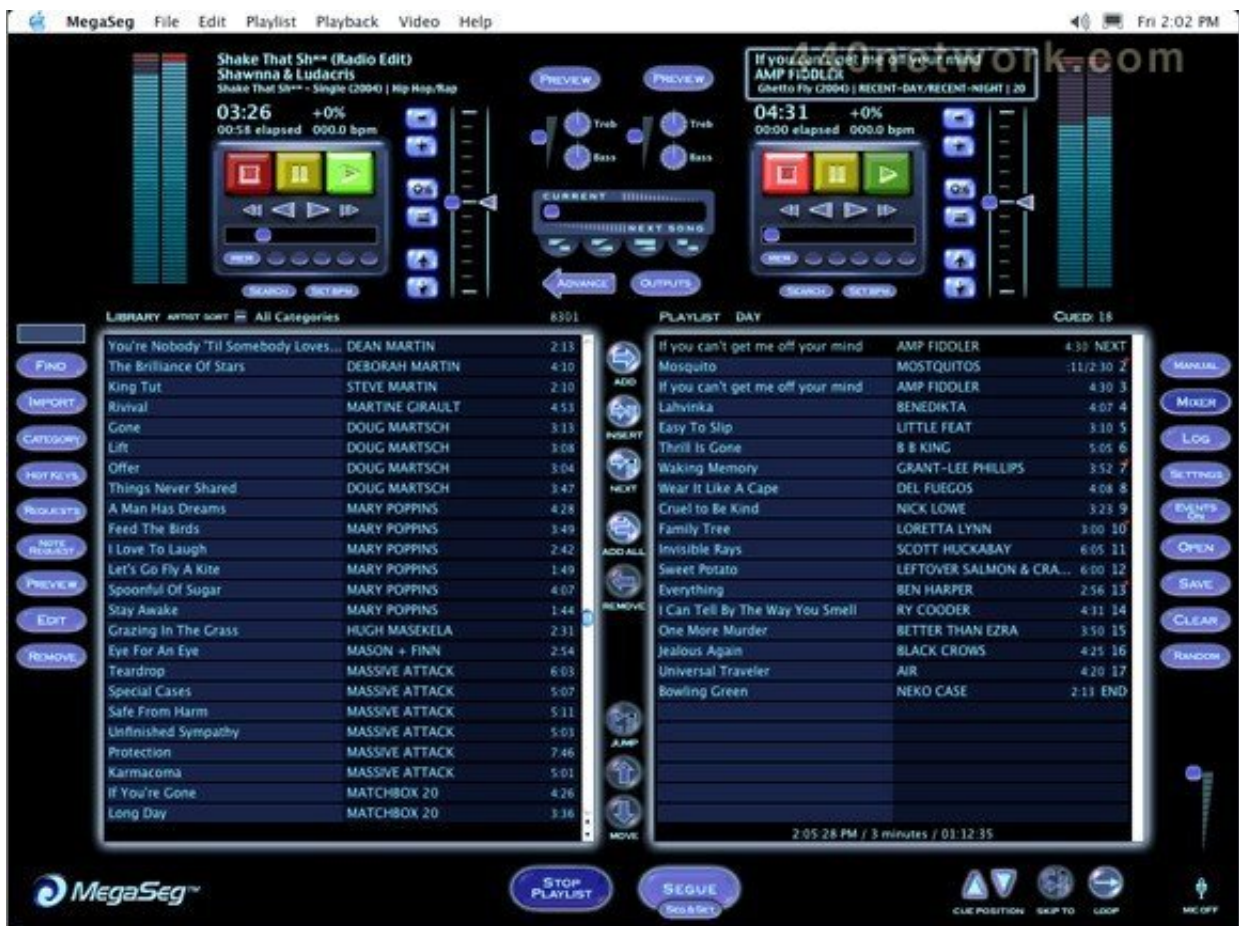 MegaSeg File Edit Playlist Playback Video Help Fri 2:02 PM
440network.com
Shake That Sh** (Radio Edit)
Shawnna & Ludacris
Shake That Sh** - Single (2004) | Hip Hop/Rap
03:26 +0%
00:58 elapsed 000.0 bpm
MEM
SEARCH SET BPM
PREVIEW PREVIEW
Treb Treb
Bass Bass
CURRENT
NEXT SONG
ADVANCE OUTPUTS
If you can't get me off your mind
AMP FIDDLER
Ghetto Fly (2004) | RECENT-DAY/RECENT-NIGHT | 20
04:31 +0%
00:00 elapsed 000.0 bpm
MEM
SEARCH SET BPM
LIBRARY ARTIST SORT All Categories 8301
FIND
IMPORT
CATEGORY
HOT KEYS
REQUESTS
NOTE REQUEST
PREVIEW
EDIT
REMOVE
You're Nobody 'Til Somebody Loves... DEAN MARTIN 2:13
The Brilliance Of Stars DEBORAH MARTIN 4:10
King Tut STEVE MARTIN 2:10
Rivival MARTINE GIRAULT 4:53
Gone DOUG MARTSCH 3:13
Lift DOUG MARTSCH 3:08
Offer DOUG MARTSCH 3:04
Things Never Shared DOUG MARTSCH 3:47
A Man Has Dreams MARY POPPINS 4:28
Feed The Birds MARY POPPINS 3:49
I Love To Laugh MARY POPPINS 2:42
Let's Go Fly A Kite MARY POPPINS 1:49
Spoonful Of Sugar MARY POPPINS 4:07
Stay Awake MARY POPPINS 1:44
Grazing In The Grass HUGH MASEKELA 2:31
Eye For An Eye MASON + FINN 2:54
Teardrop MASSIVE ATTACK 6:03
Special Cases MASSIVE ATTACK 5:07
Safe From Harm MASSIVE ATTACK 5:11
Unfinished Sympathy MASSIVE ATTACK 5:03
Protection MASSIVE ATTACK 7:46
Karmacoma MASSIVE ATTACK 5:01
If You're Gone MATCHBOX 20 4:26
Long Day MATCHBOX 20 3:36
ADD
INSERT
NEXT
ADD ALL
REMOVE
JUMP
MOVE
PLAYLIST DAY CUED: 18
If you can't get me off your mind AMP FIDDLER 4:30 NEXT
Mosquito MOSTQUITOS :11/2:30 2
If you can't get me off your mind AMP FIDDLER 4:30 3
Lahvinka BENEDIKTA 4:07 4
Easy To Slip LITTLE FEAT 3:10 5
Thrill Is Gone B B KING 5:05 6
Waking Memory GRANT-LEE PHILLIPS 3:52 7
Wear It Like A Cape DEL FUEGOS 4:08 8
Cruel to Be Kind NICK LOWE 3:23 9
Family Tree LORETTA LYNN 3:00 10
Invisible Rays SCOTT HUCKABAY 6:05 11
Sweet Potato LEFTOVER SALMON & CRA... 6:00 12
Everything BEN HARPER 2:56 13
I Can Tell By The Way You Smell RY COODER 4:31 14
One More Murder BETTER THAN EZRA 3:50 15
Jealous Again BLACK CROWS 4:25 16
Universal Traveler AIR 4:20 17
Bowling Green NEKO CASE 2:13 END
2:05:28 PM / 3 minutes / 01:12:35
MANUAL
MIXER
LOG
SETTINGS
EVENTS ON
OPEN
SAVE
CLEAR
RANDOM
MegaSeg™
STOP PLAYLIST
SEGUE
SEG & SET
CUE POSITION SKIP TO LOOP
MIC OFF